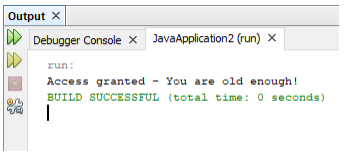 Output ×
Debugger Console × JavaApplication2 (run) ×
run:
Access granted - You are old enough!
BUILD SUCCESSFUL (total time: 0 seconds)